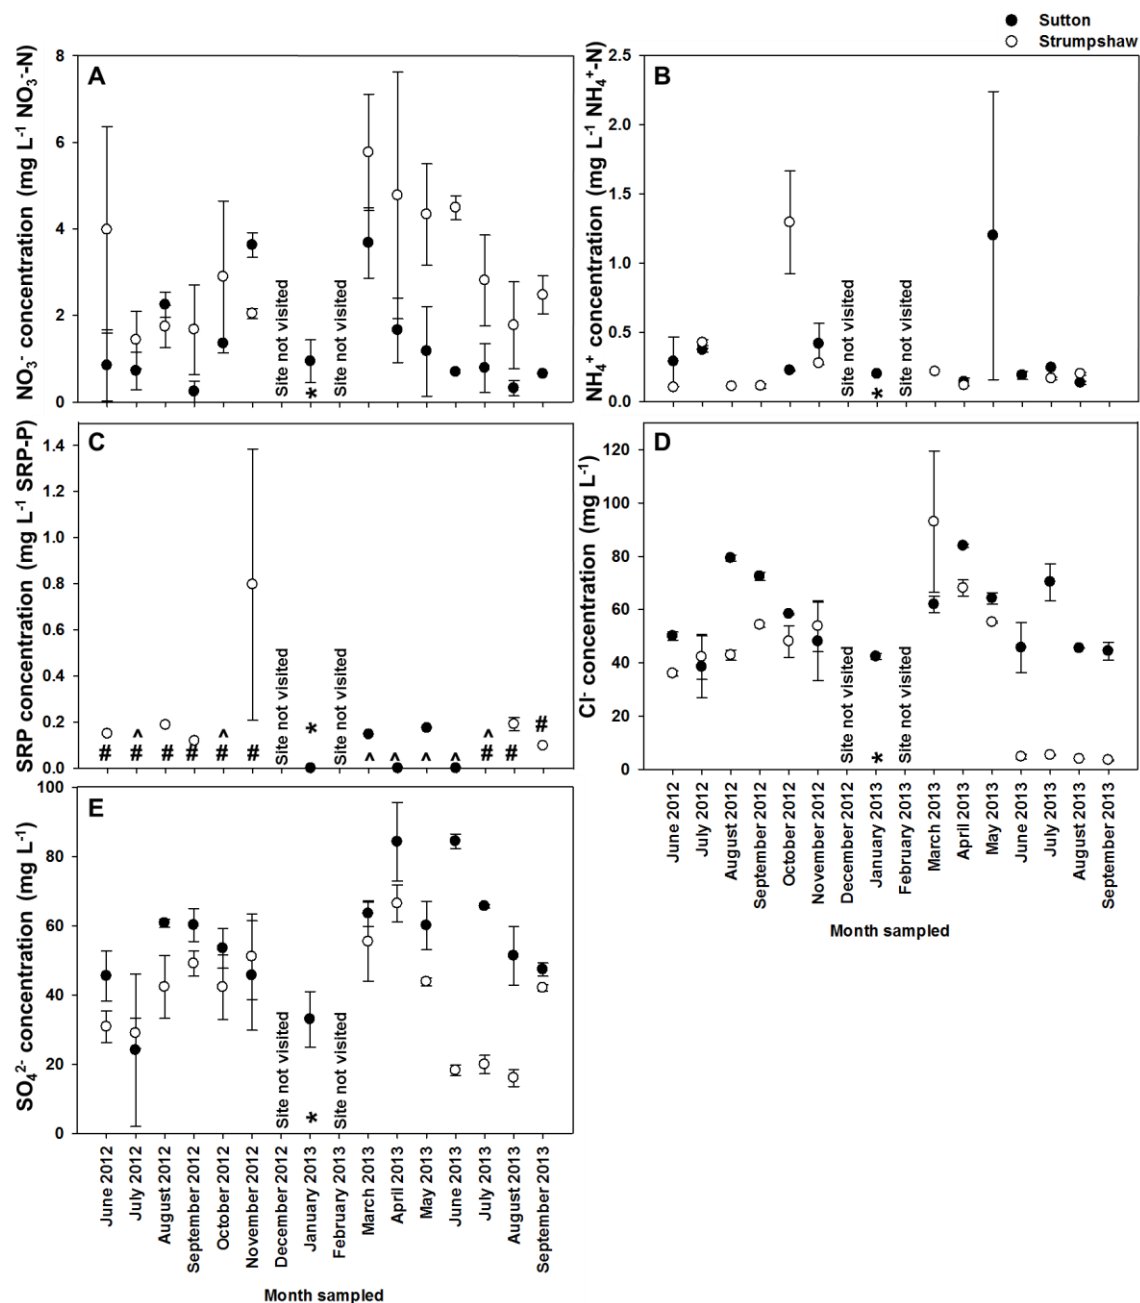 Sutton
Strumpshaw
A
NO₃⁻ concentration (mg L⁻¹ NO₃⁻-N)
8
6
4
2
0
Site not visited
*
Site not visited
B
NH₄⁺ concentration (mg L⁻¹ NH₄⁺-N)
2.5
2.0
1.5
1.0
0.5
0.0
Site not visited
*
Site not visited
C
SRP concentration (mg L⁻¹ SRP-P)
1.4
1.2
1.0
0.8
0.6
0.4
0.2
0.0
^ ^ * ^ #
# # # # # # ^ ^ ^ ^ # #
Site not visited
Site not visited
D
Cl⁻ concentration (mg L⁻¹)
120
100
80
60
40
20
0
Site not visited
*
Site not visited
June 2012
July 2012
August 2012
September 2012
October 2012
November 2012
December 2012
January 2013
February 2013
March 2013
April 2013
May 2013
June 2013
July 2013
August 2013
September 2013
Month sampled
E
SO₄²⁻ concentration (mg L⁻¹)
100
80
60
40
20
0
Site not visited
*
Site not visited
June 2012
July 2012
August 2012
September 2012
October 2012
November 2012
December 2012
January 2013
February 2013
March 2013
April 2013
May 2013
June 2013
July 2013
August 2013
September 2013
Month sampled